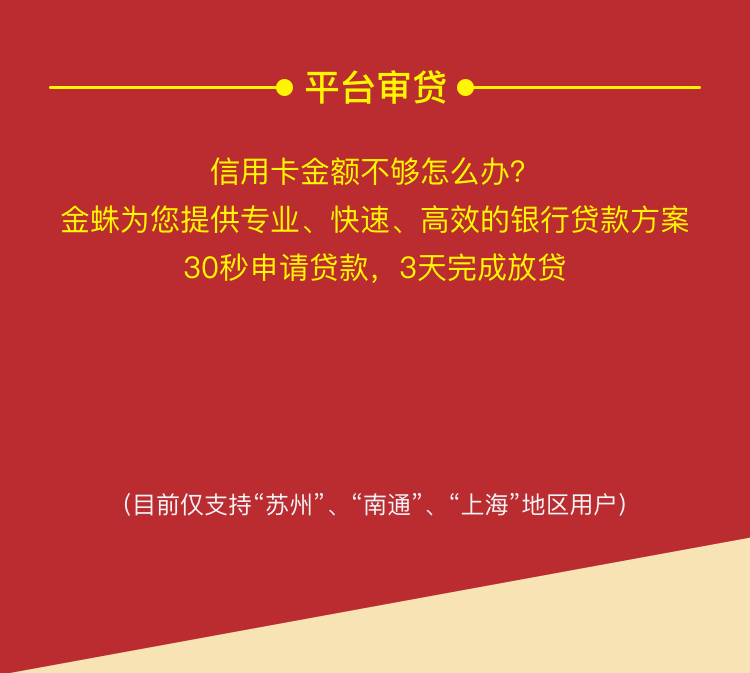 平台审贷
信用卡金额不够怎么办？
金蛛为您提供专业、快速、高效的银行贷款方案
30秒申请贷款，3天完成放贷
（目前仅支持“苏州”、“南通”、“上海”地区用户）